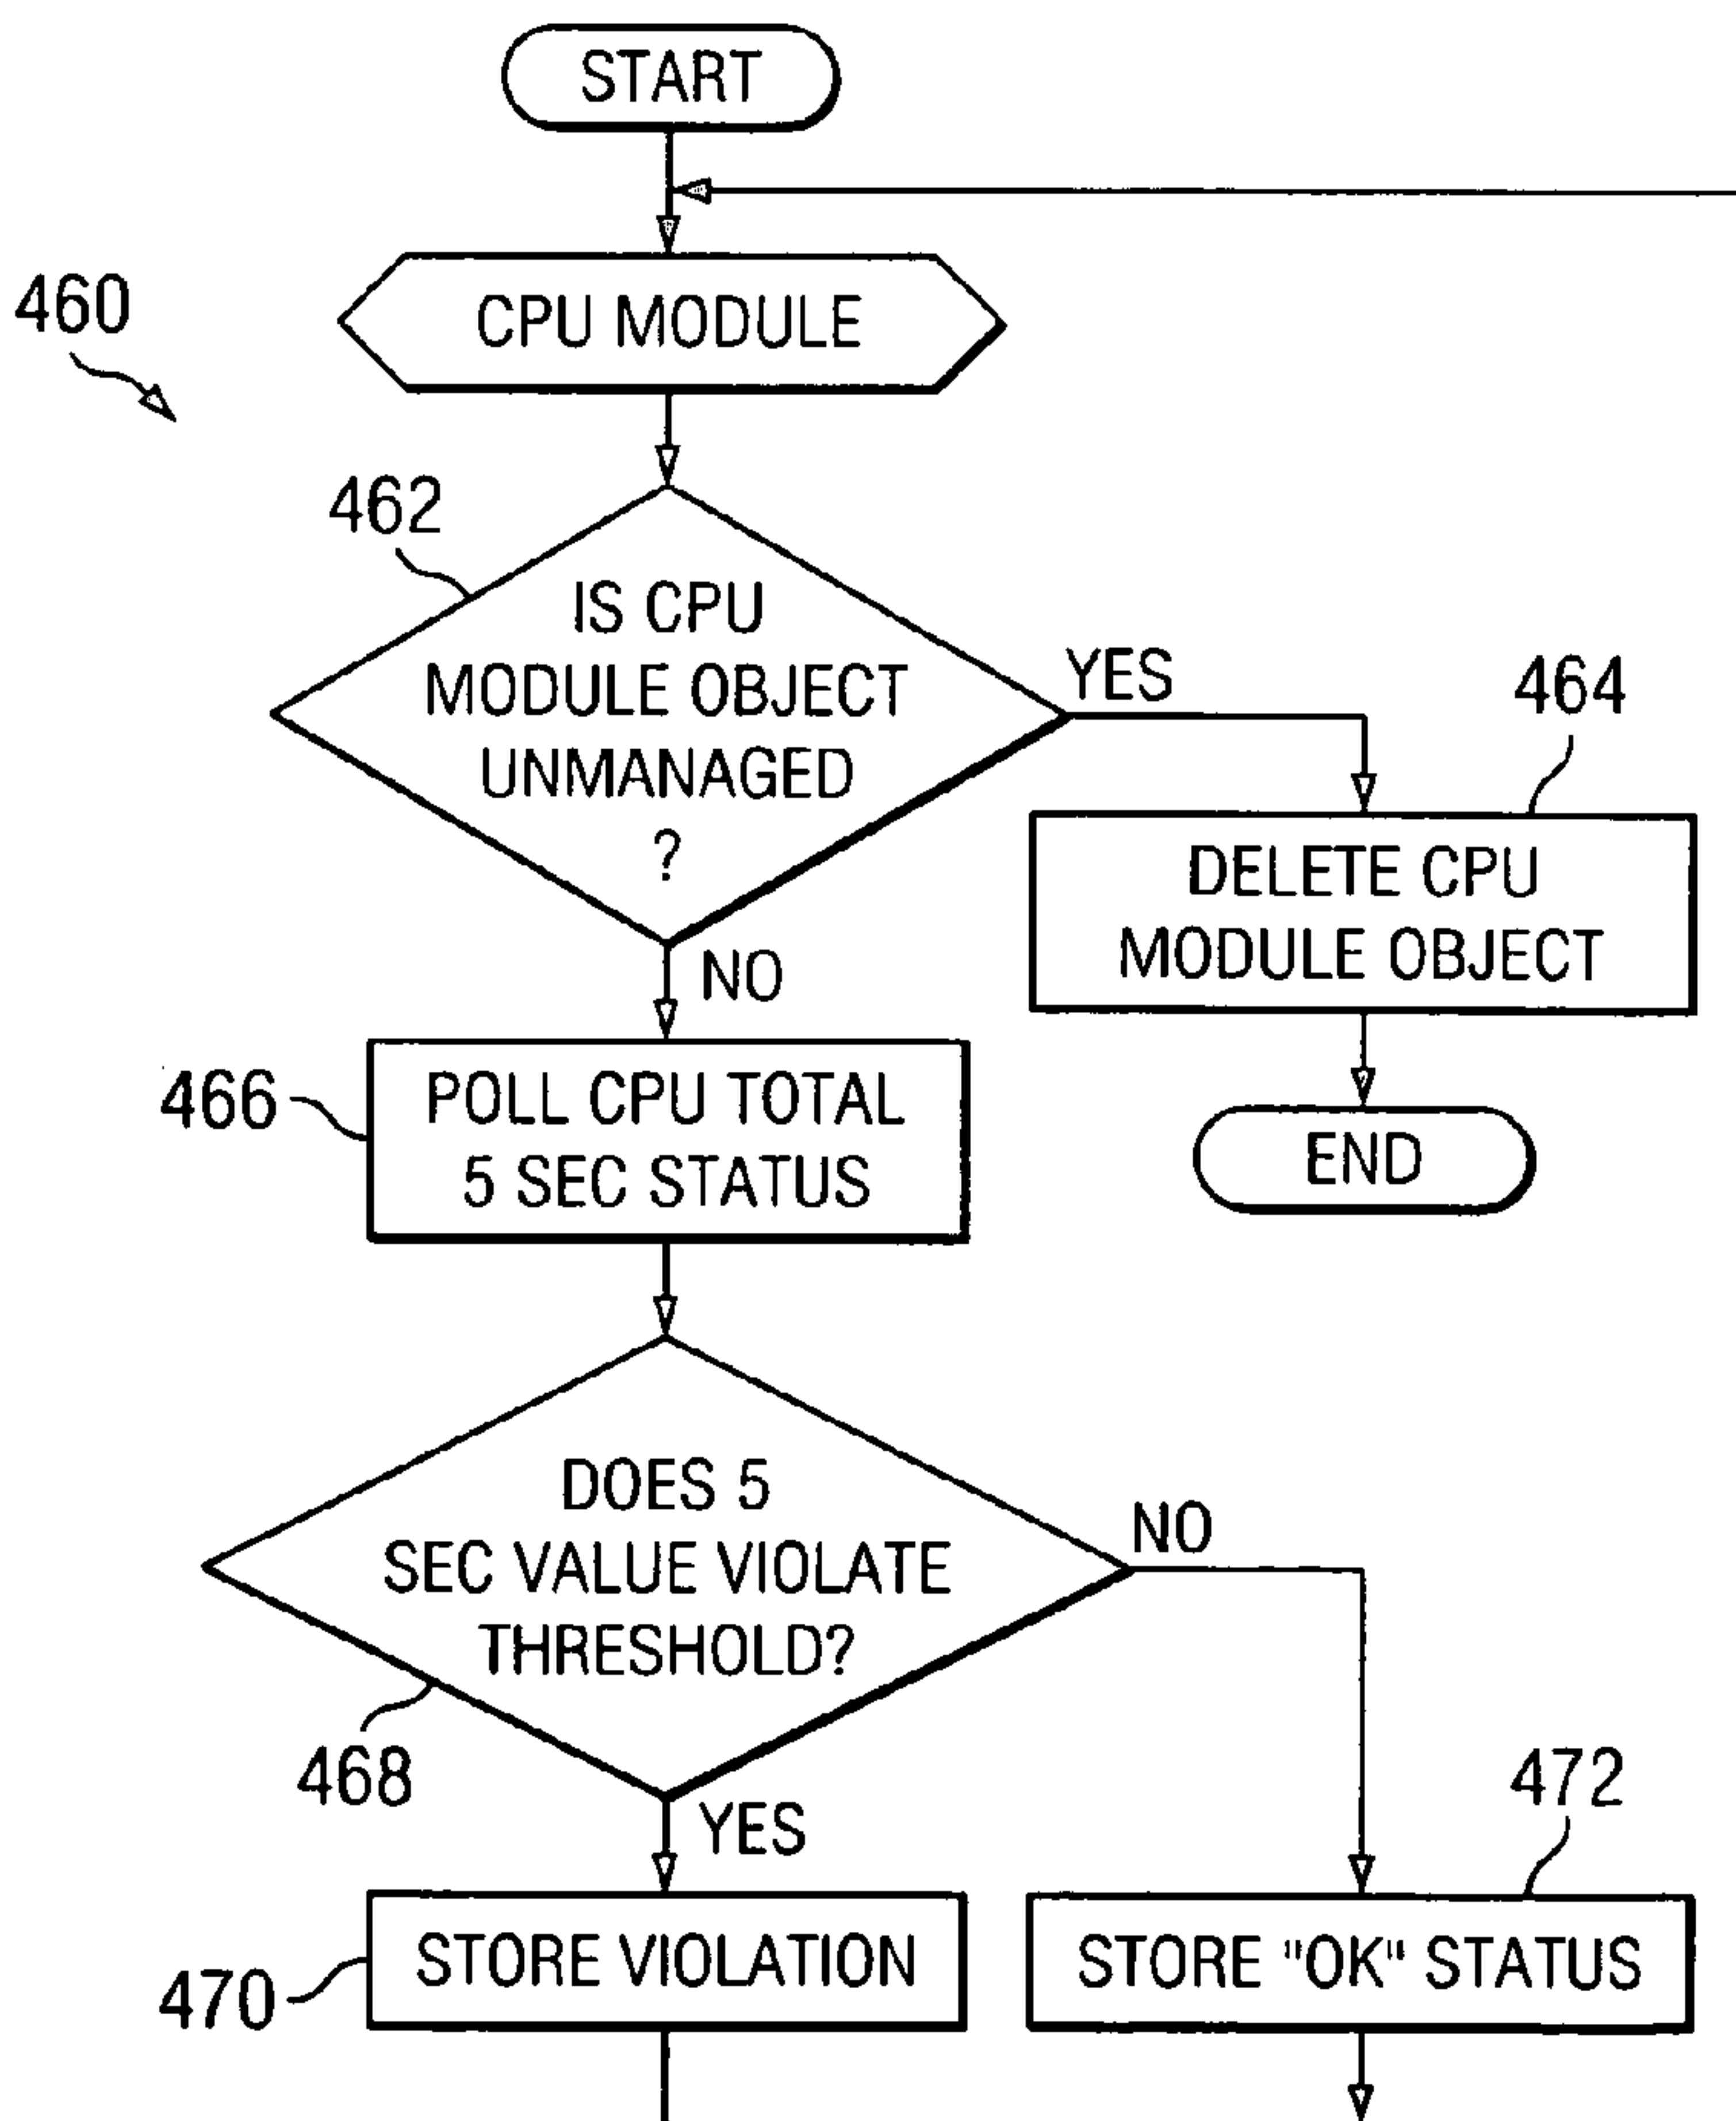 START
460
CPU MODULE
462
IS CPU
MODULE OBJECT
UNMANAGED
?
YES
464
DELETE CPU
MODULE OBJECT
NO
END
466
POLL CPU TOTAL
5 SEC STATUS
DOES 5
SEC VALUE VIOLATE
THRESHOLD?
NO
468
YES
472
470
STORE VIOLATION
STORE "OK" STATUS